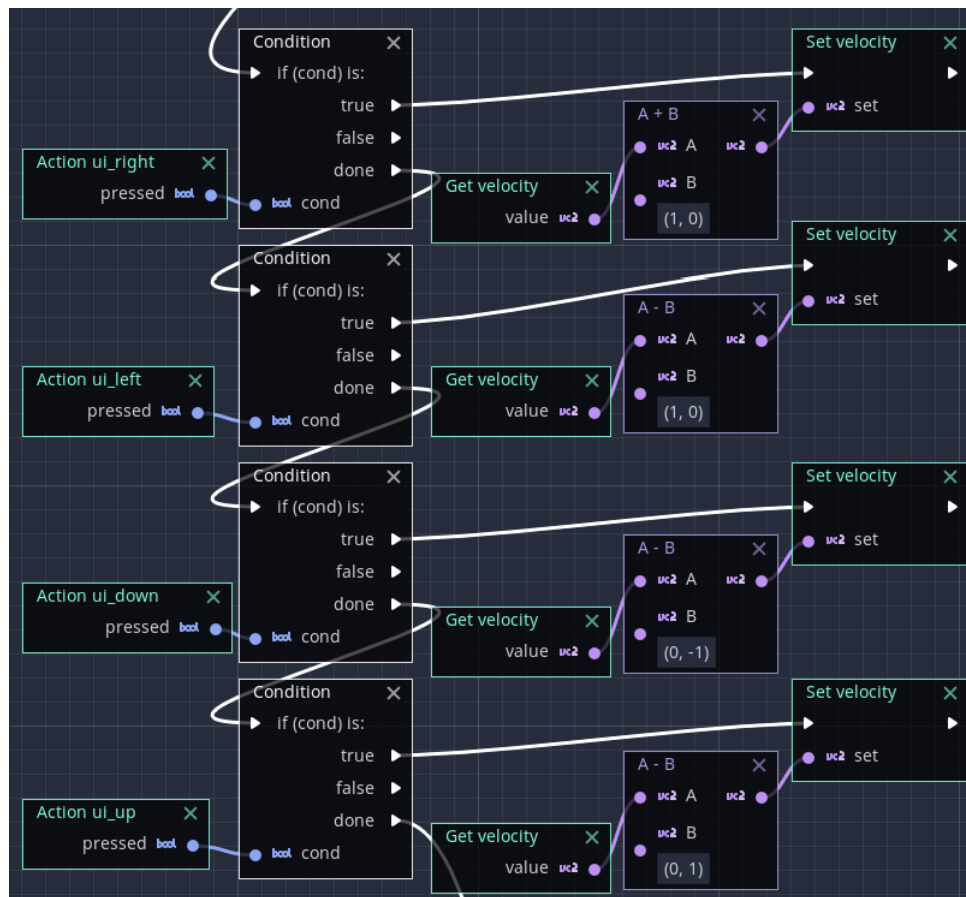 Condition
if (cond) is:
true
false
done
Action ui_right
pressed bool
bool cond
Get velocity
value vc2
A + B
vc2 A vc2
vc2 B
(1, 0)
Set velocity
vc2 set
Condition
if (cond) is:
true
false
done
Action ui_left
pressed bool
bool cond
Get velocity
value vc2
A - B
vc2 A vc2
vc2 B
(1, 0)
Set velocity
vc2 set
Condition
if (cond) is:
true
false
done
Action ui_down
pressed bool
bool cond
Get velocity
value vc2
A - B
vc2 A vc2
vc2 B
(0, -1)
Set velocity
vc2 set
Condition
if (cond) is:
true
false
done
Action ui_up
pressed bool
bool cond
Get velocity
value vc2
A - B
vc2 A vc2
vc2 B
(0, 1)
Set velocity
vc2 set